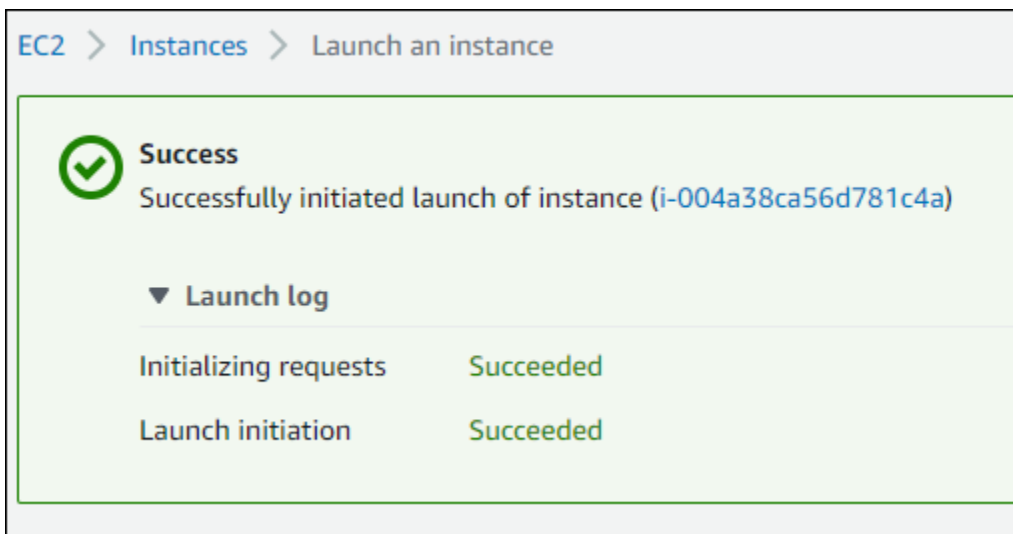 EC2 > Instances > Launch an instance
Success
Successfully initiated launch of instance (i-004a38ca56d781c4a)
▼ Launch log
Initializing requests Succeeded
Launch initiation Succeeded